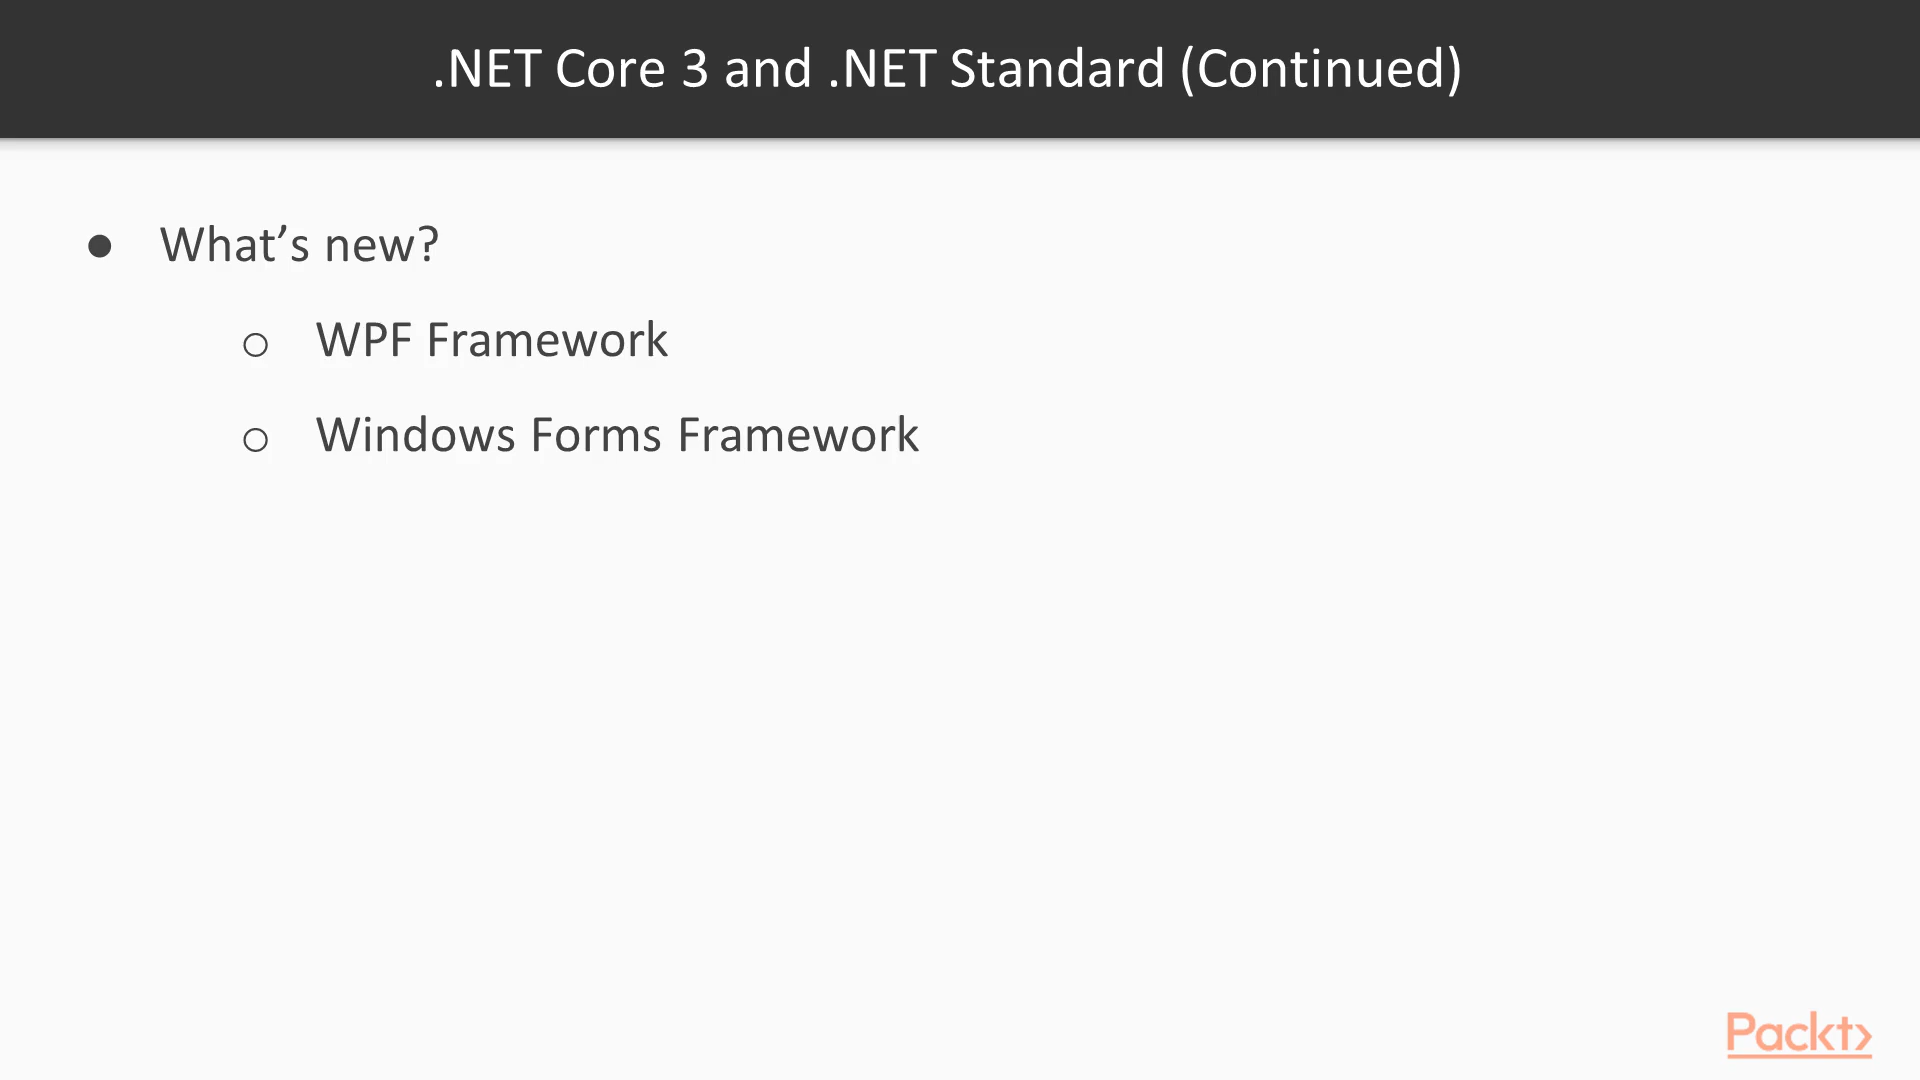 .NET Core 3 and .NET Standard (Continued)
● What’s new?
○ WPF Framework
○ Windows Forms Framework
Packt>